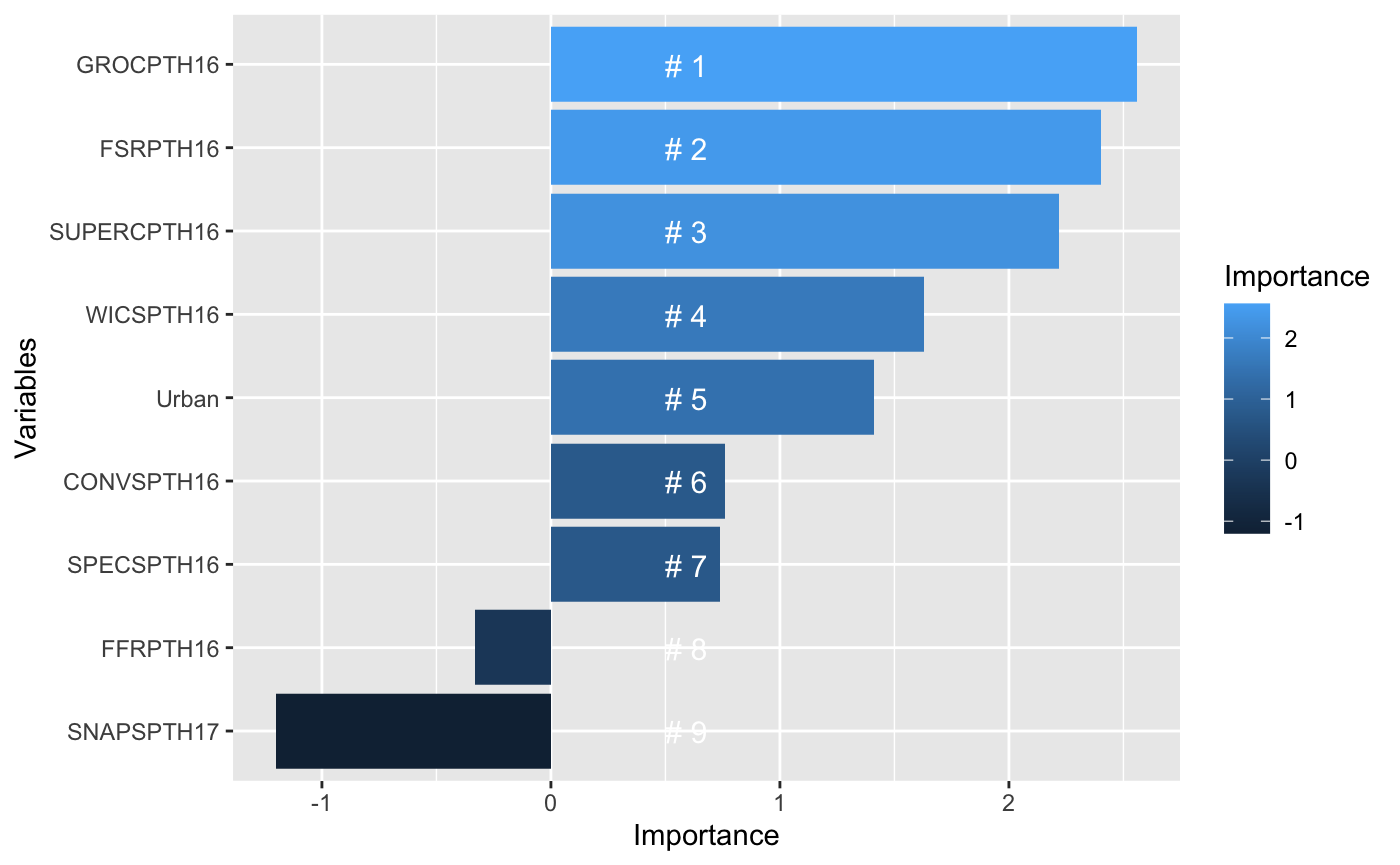 GROCPTH16 # 1
FSRPTH16 # 2
SUPERCPTH16 # 3
WICSPTH16 # 4
Urban # 5
CONVSPTH16 # 6
SPECSPTH16 # 7
FFRPTH16 # 8
SNAPSPTH17 # 9
-1 0 1 2
Importance
Variables
Importance
2
1
0
-1